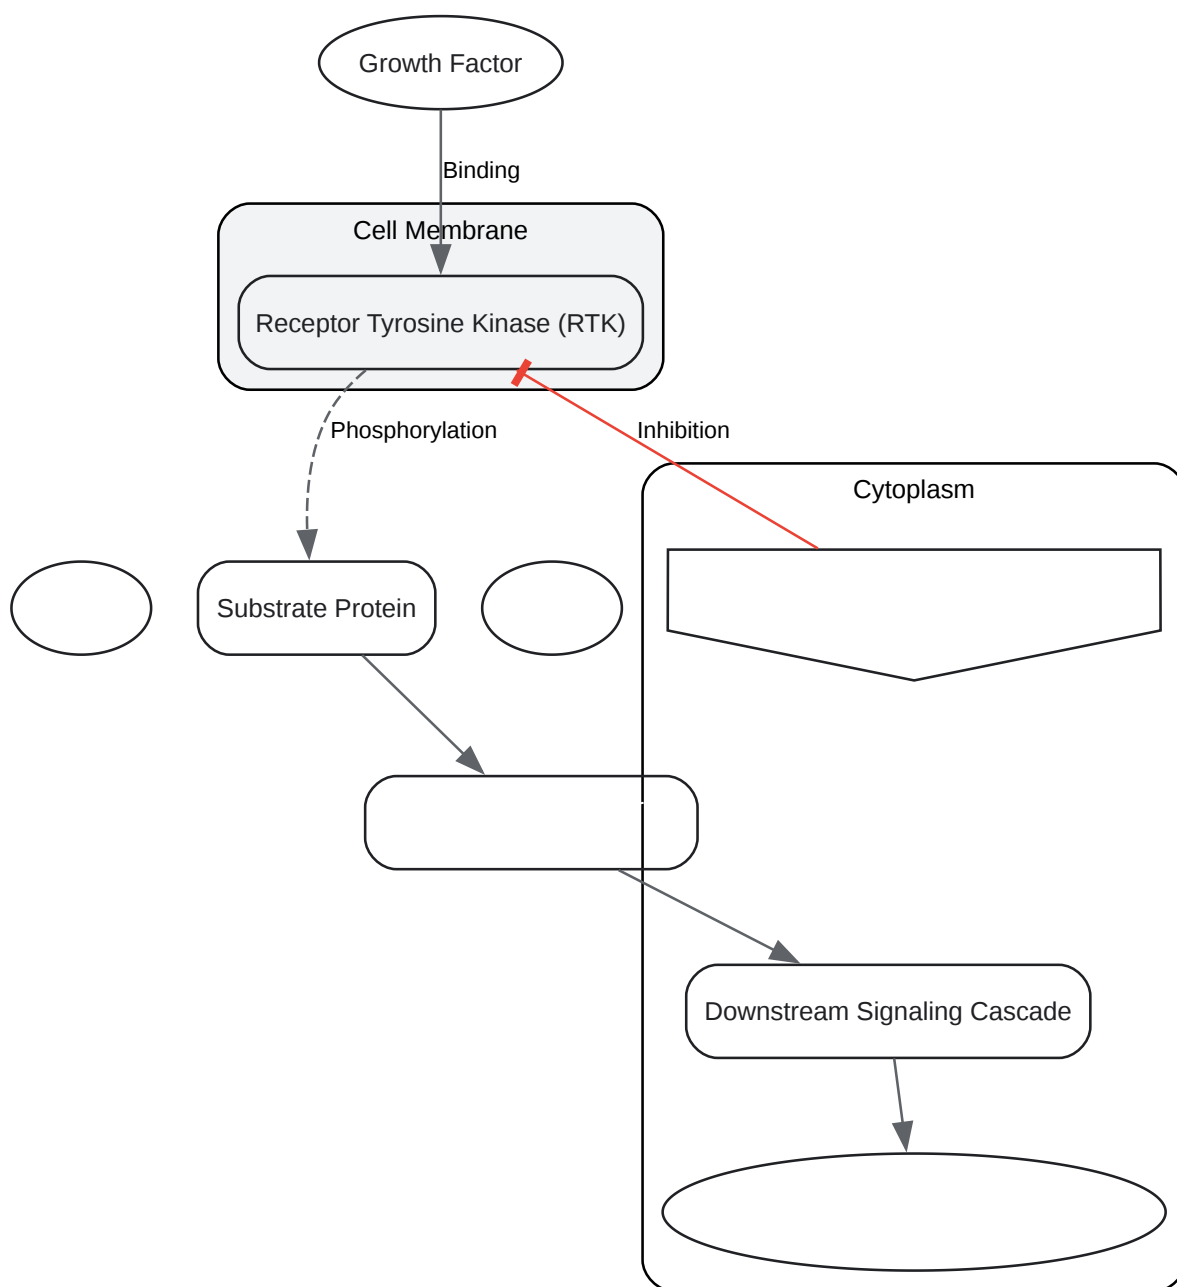 Growth Factor
Binding
Cell Membrane
Receptor Tyrosine Kinase (RTK)
Phosphorylation
Inhibition
Cytoplasm
Substrate Protein
Downstream Signaling Cascade